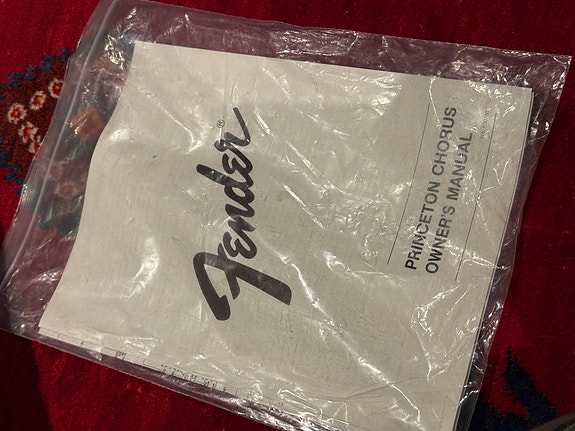 Fender®
PRINCETON CHORUS
OWNER'S MANUAL